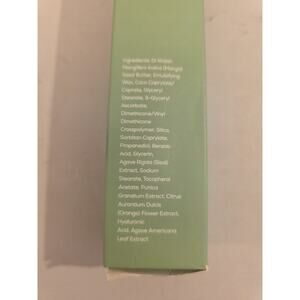 Ingredients: DI Water,
Mangifera Indica (Mango)
Seed Butter, Emulsifying
Wax, Coco Caprylate/
Caprate, Glyceryl
Stearate, 3-Glyceryl
Ascorbate,
Dimethicone/Vinyl
Dimethicone
Crosspolymer, Silica,
Sorbitan Caprylate,
Propanediol, Benzoic
Acid, Glycerin,
Agave Rigida (Sisal)
Extract, Sodium
Stearate, Tocopherol
Acetate, Punica
Granatum Extract, Citrus
Aurantium Dulcis
(Orange) Flower Extract,
Hyaluronic
Acid, Agave Americana
Leaf Extract